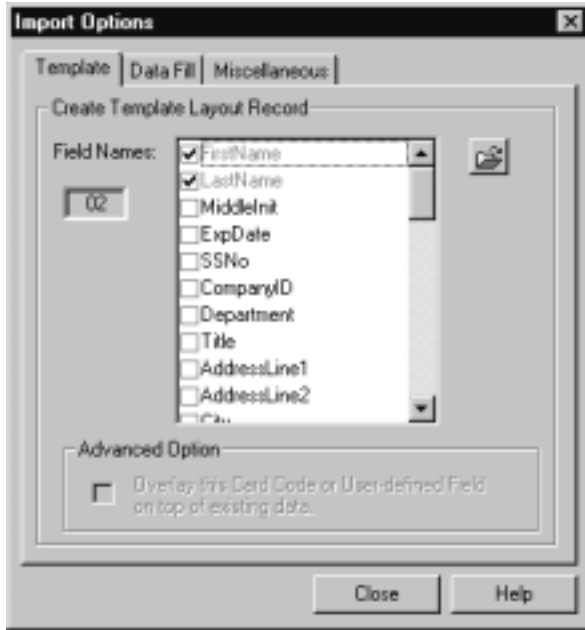 Import Options
Template
Data Fill
Miscellaneous
Create Template Layout Record
Field Names:
02
FirstName
LastName
MiddleInit
ExpDate
SSNo
CompanyID
Department
Title
AddressLine1
AddressLine2
City
Advanced Option
Overlay this Card Code or User-defined Field
on top of existing data.
Close
Help